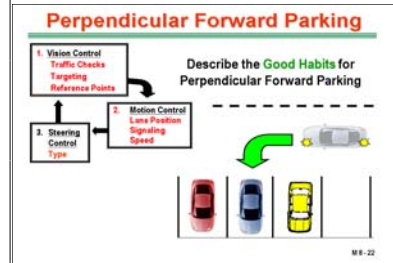 Perpendicular Forward Parking
1. Vision Control
Traffic Checks
Targeting
Reference Points
Describe the Good Habits for
Perpendicular Forward Parking
2. Motion Control
Lane Position
Signaling
Speed
3. Steering
Control
Type
M 6 - 22